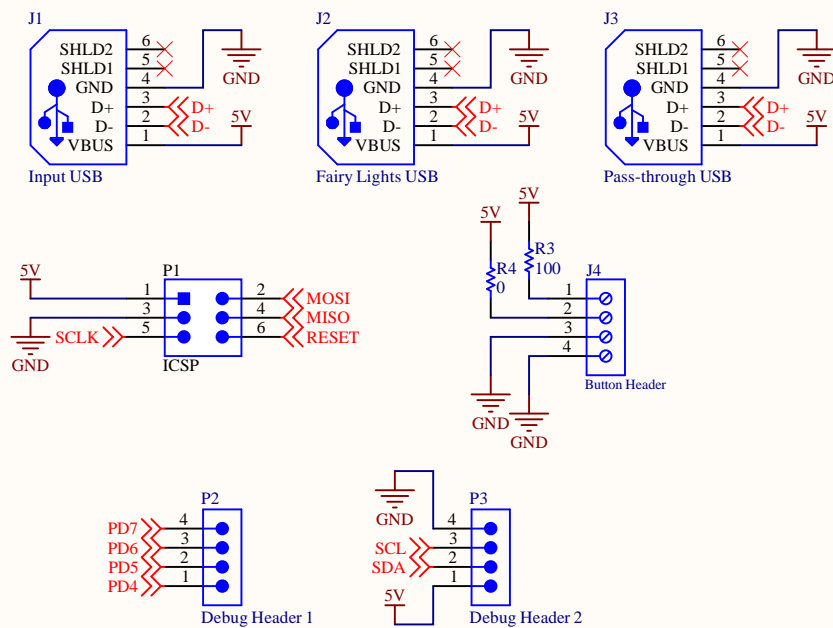 J1
SHLD2 6
SHLD1 5
GND 4
D+ 3 D+
D- 2 D-
VBUS 1
GND
5V
Input USB
J2
SHLD2 6
SHLD1 5
GND 4
D+ 3 D+
D- 2 D-
VBUS 1
GND
5V
Fairy Lights USB
J3
SHLD2 6
SHLD1 5
GND 4
D+ 3 D+
D- 2 D-
VBUS 1
GND
5V
Pass-through USB
5V
P1
1 2 MOSI
3 4 MISO
SCLK 5 6 RESET
GND
ICSP
5V
5V
R4
0
R3
100
J4
1
2
3
4
Button Header
GND
GND
P2
PD7 4
PD6 3
PD5 2
PD4 1
Debug Header 1
GND
P3
4
SCL 3
SDA 2
1
5V
Debug Header 2